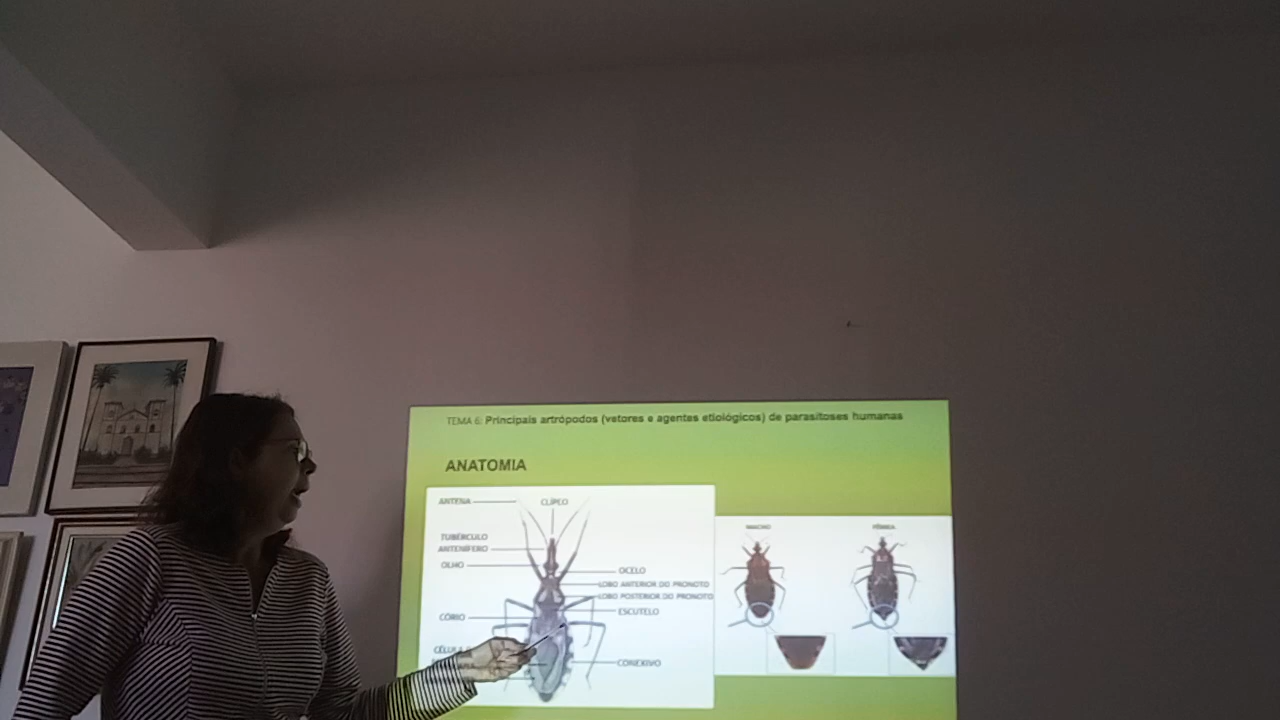 TEMA 6: Principais artrópodos (vetores e agentes etiológicos) de parasitoses humanas
ANATOMIA
ANTENA
CLÍPEO
TUBÉRCULO
ANTENÍFERO
OLHO
OCELO
LOBO ANTERIOR DO PRONOTO
LOBO POSTERIOR DO PRONOTO
ESCUTELO
CÓRIO
CONEXIVO
MACHO
FÊMEA